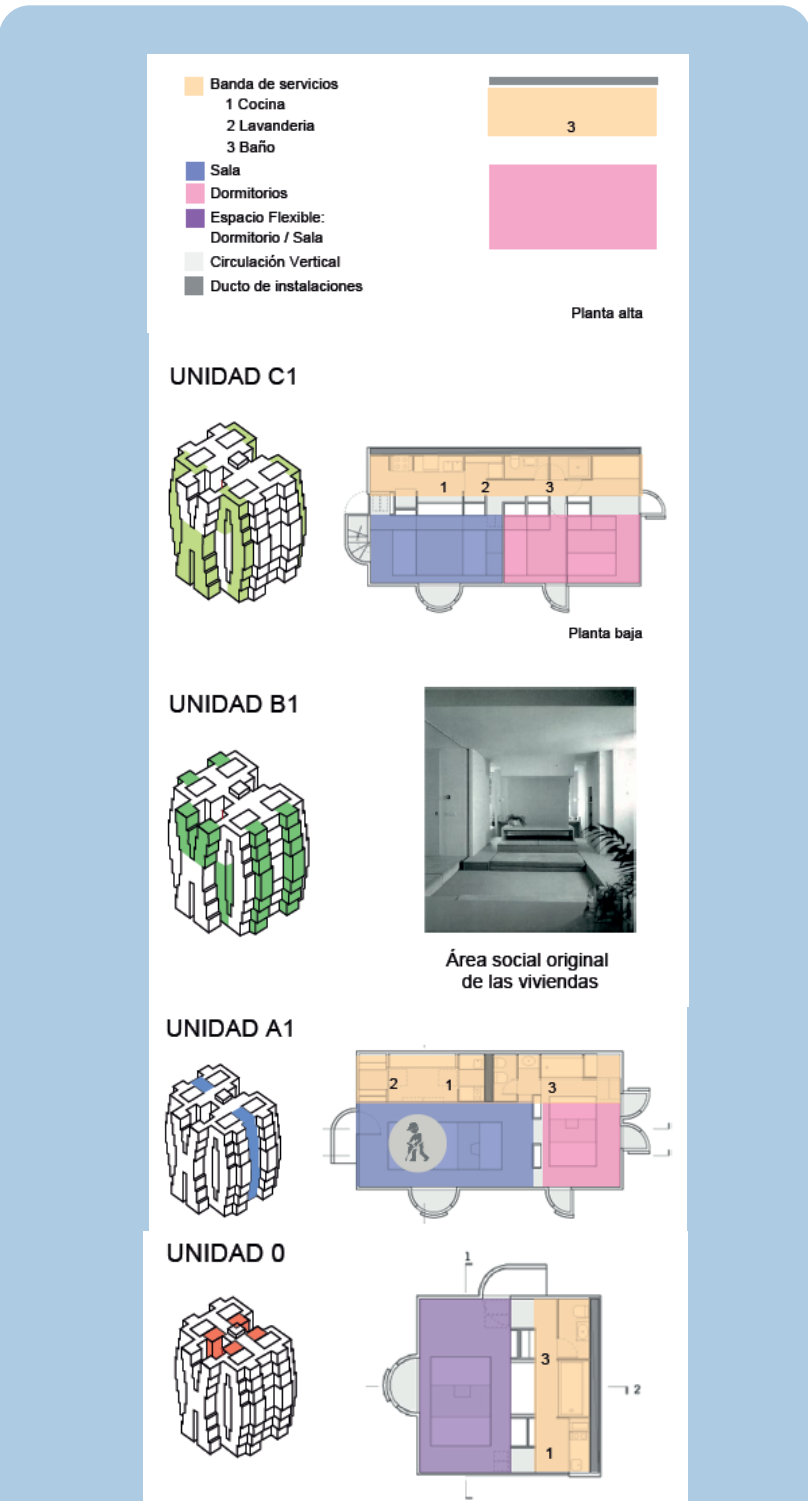 Banda de servicios
1 Cocina
2 Lavanderia
3 Baño
Sala
Dormitorios
Espacio Flexible:
Dormitorio / Sala
Circulación Vertical
Ducto de instalaciones
3
Planta alta
UNIDAD C1
1 2 3
Planta baja
UNIDAD B1
Área social original
de las viviendas
UNIDAD A1
2 1 3
UNIDAD 0
1
3
2
1